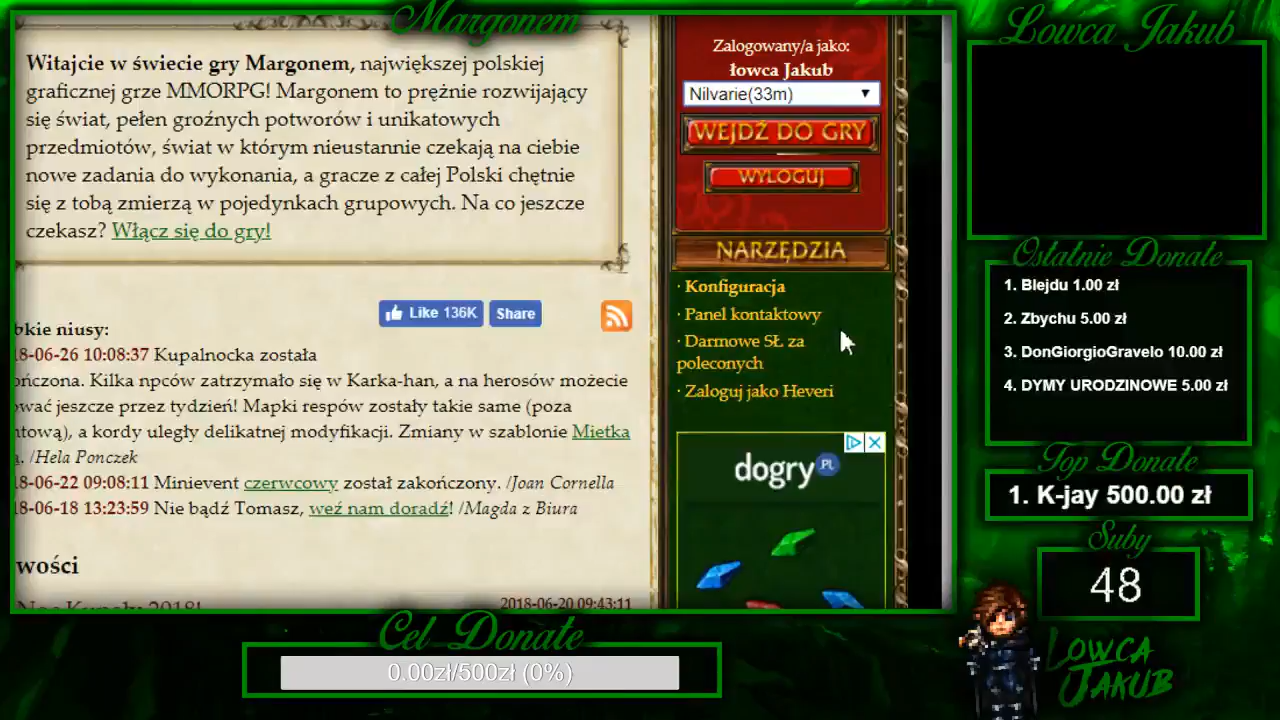 Margonem
Witajcie w świecie gry Margonem, największej polskiej
graficznej grze MMORPG! Margonem to prężnie rozwijający
się świat, pełen groźnych potworów i unikatowych
przedmiotów, świat w którym nieustannie czekają na ciebie
nowe zadania do wykonania, a gracze z całej Polski chętnie
się z tobą zmierzą w pojedynkach grupowych. Na co jeszcze
czekasz? Włącz się do gry!
Like 136K
Share
bkie niusy:
18-06-26 10:08:37 Kupalnocka została
ończona. Kilka npców zatrzymało się w Karka-han, a na herosów możecie
ować jeszcze przez tydzień! Mapki respów zostały takie same (poza
ntową), a kordy uległy delikatnej modyfikacji. Zmiany w szablonie Mietka
. /Hela Ponczek
18-06-22 09:08:11 Minievent czerwcowy został zakończony. /Joan Cornella
18-06-18 13:23:59 Nie bądź Tomasz, weź nam doradź! /Magda z Biura
wości
Noc Kupały 2018!
2018-06-20 09:43:11
Zalogowany/a jako:
łowca Jakub
Nilvarie(33m)
WEJDŹ DO GRY
WYLOGUJ
NARZĘDZIA
· Konfiguracja
· Panel kontaktowy
· Darmowe SŁ za
poleconych
· Zaloguj jako Heveri
dogry.PL
Lowca Jakub
Ostatnie Donate
1. Blejdu 1.00 zł
2. Zbychu 5.00 zł
3. DonGiorgioGravelo 10.00 zł
4. DYMY URODZINOWE 5.00 zł
Top Donate
1. K-jay 500.00 zł
Suby
48
Cel Donate
0.00zł/500zł (0%)
Lowca
Jakub